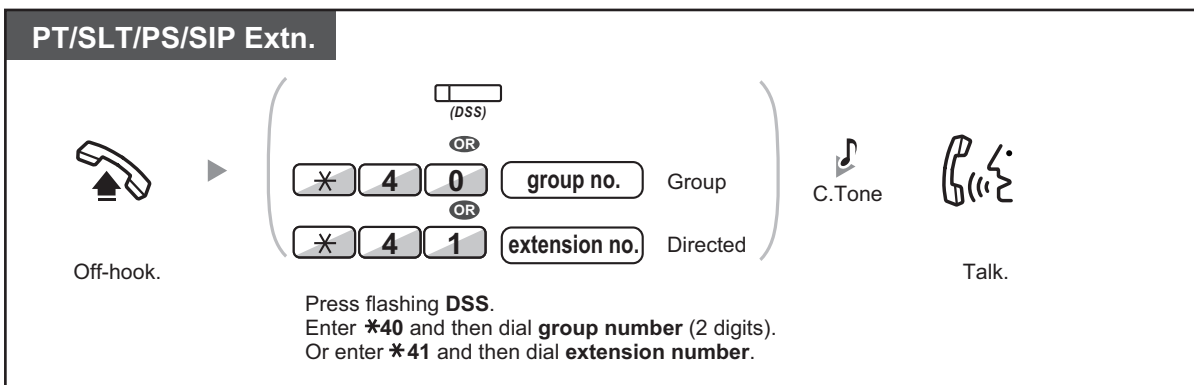 PT/SLT/PS/SIP Extn.
(DSS)
OR
* 4 0 group no. Group
OR
* 4 1 extension no. Directed
C.Tone
Off-hook.
Talk.
Press flashing DSS.
Enter *40 and then dial group number (2 digits).
Or enter *41 and then dial extension number.